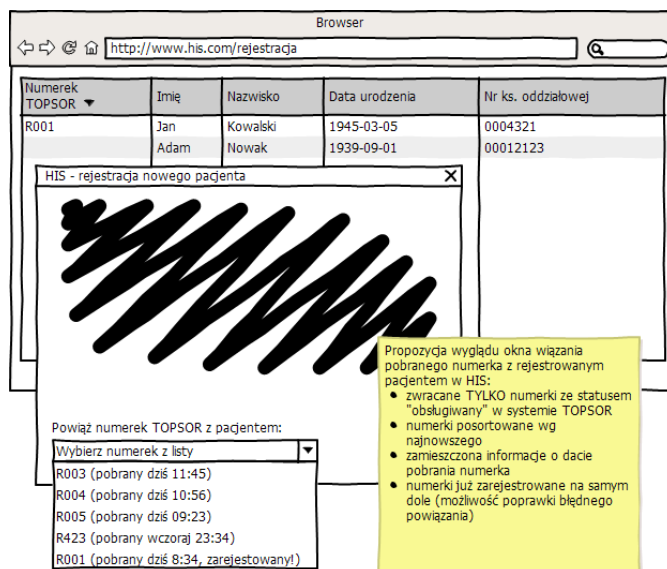 Browser
http://www.his.com/rejestracja
Numerek TOPSOR
Imię
Nazwisko
Data urodzenia
Nr ks. oddziałowej
R001
Jan
Kowalski
1945-03-05
0004321
Adam
Nowak
1939-09-01
00012123
HIS - rejestracja nowego pacjenta
Propozycja wyglądu okna wiązania
pobranego numerka z rejestrowanym
pacjentem w HIS:
zwracane TYLKO numerki ze statusem
"obsługiwany" w systemie TOPSOR
numerki posortowane wg
najnowszego
zamieszczona informacje o dacie
pobrania numerka
numerki już zarejestrowane na samym
dole (możliwość poprawki błędnego
powiązania)
Powiąż numerek TOPSOR z pacjentem:
Wybierz numerek z listy
R003 (pobrany dziś 11:45)
R004 (pobrany dziś 10:56)
R005 (pobrany dziś 09:23)
R423 (pobrany wczoraj 23:34)
R001 (pobrany dziś 8:34, zarejestowany!)